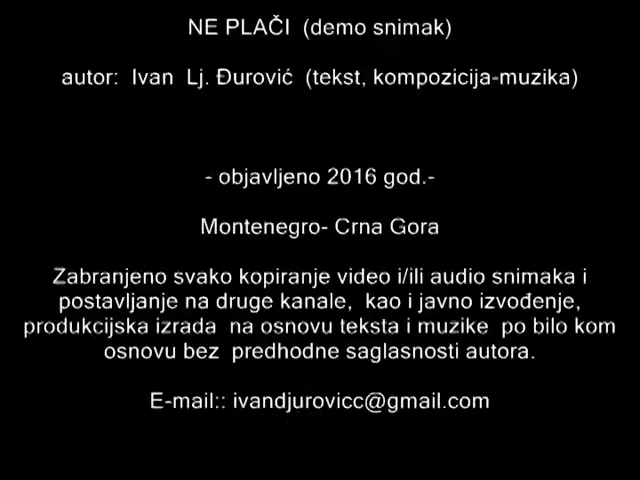 NE PLAČI  (demo snimak)
autor:  Ivan  Lj. Đurović  (tekst, kompozicija-muzika)
- objavljeno 2016 god.-
Montenegro- Crna Gora
Zabranjeno svako kopiranje video i/ili audio snimaka i
postavljanje na druge kanale,  kao i javno izvođenje,
produkcijska izrada  na osnovu teksta i muzike  po bilo kom
osnovu bez  predhodne saglasnosti autora.
E-mail:: ivandjurovicc@gmail.com